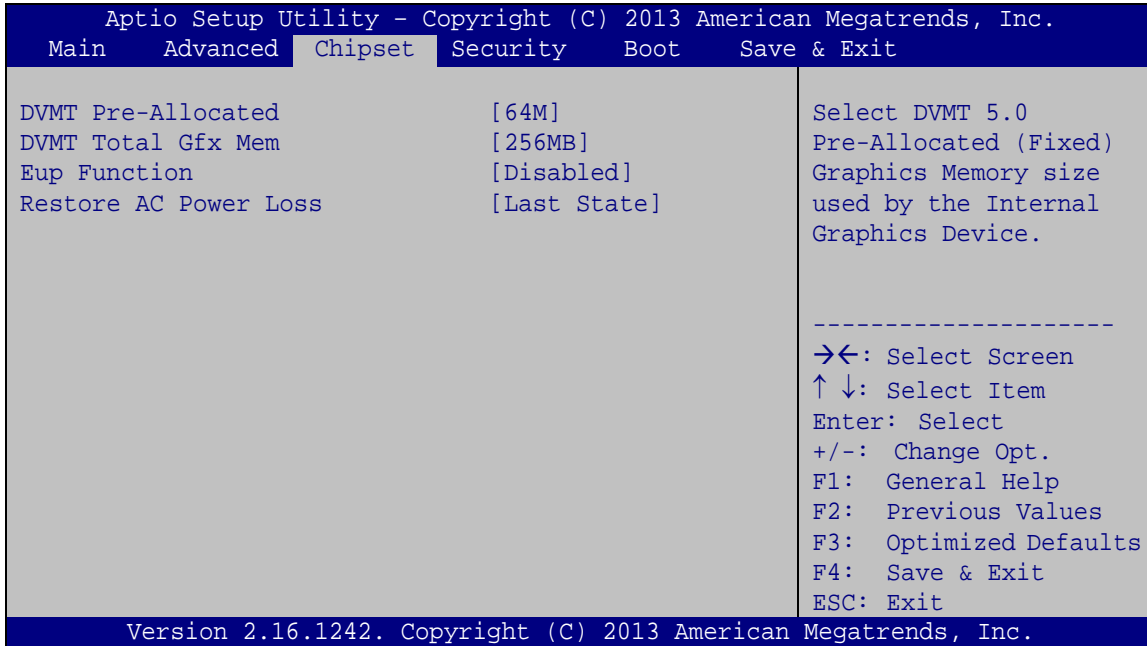 Aptio Setup Utility – Copyright (C) 2013 American Megatrends, Inc.
Main Advanced Chipset Security Boot Save & Exit
DVMT Pre-Allocated [64M]
DVMT Total Gfx Mem [256MB]
Eup Function [Disabled]
Restore AC Power Loss [Last State]
Select DVMT 5.0
Pre-Allocated (Fixed)
Graphics Memory size
used by the Internal
Graphics Device.
---------------------
→←: Select Screen
↑ ↓: Select Item
Enter: Select
+/-: Change Opt.
F1: General Help
F2: Previous Values
F3: Optimized Defaults
F4: Save & Exit
ESC: Exit
Version 2.16.1242. Copyright (C) 2013 American Megatrends, Inc.